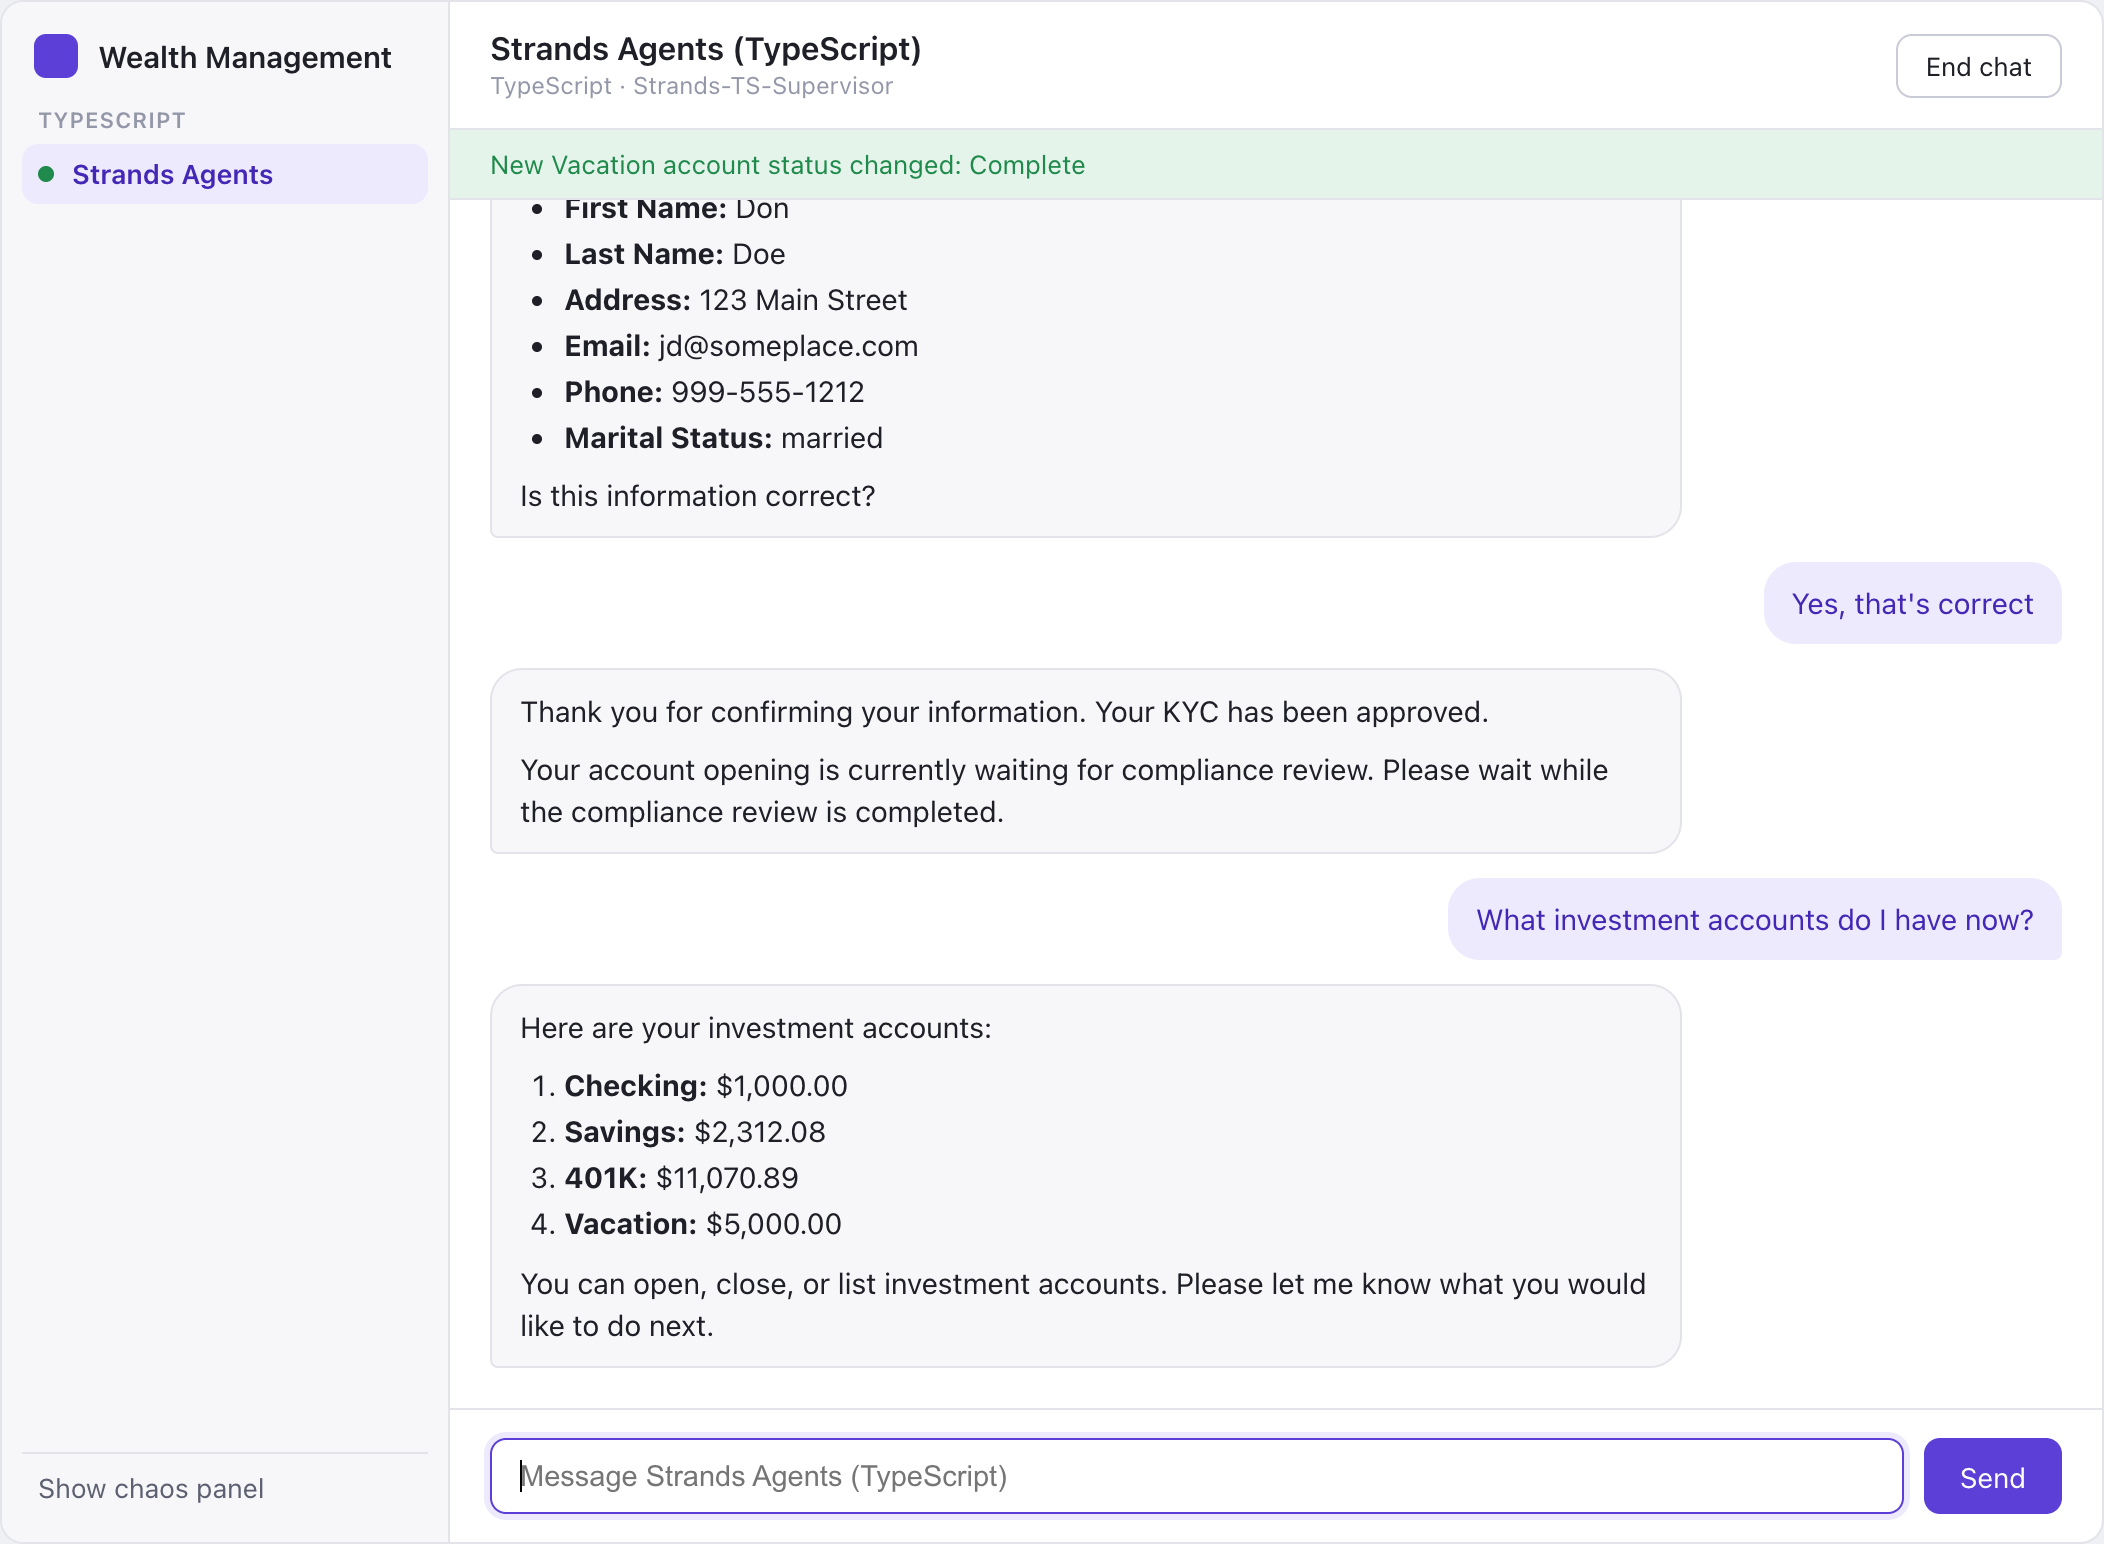 Wealth Management
TYPESCRIPT
Strands Agents
Show chaos panel
Strands Agents (TypeScript)
TypeScript · Strands-TS-Supervisor
End chat
New Vacation account status changed: Complete
• First Name: Don
• Last Name: Doe
• Address: 123 Main Street
• Email: jd@someplace.com
• Phone: 999-555-1212
• Marital Status: married
Is this information correct?
Yes, that's correct
Thank you for confirming your information. Your KYC has been approved.
Your account opening is currently waiting for compliance review. Please wait while
the compliance review is completed.
What investment accounts do I have now?
Here are your investment accounts:
1. Checking: $1,000.00
2. Savings: $2,312.08
3. 401K: $11,070.89
4. Vacation: $5,000.00
You can open, close, or list investment accounts. Please let me know what you would
like to do next.
Message Strands Agents (TypeScript)
Send